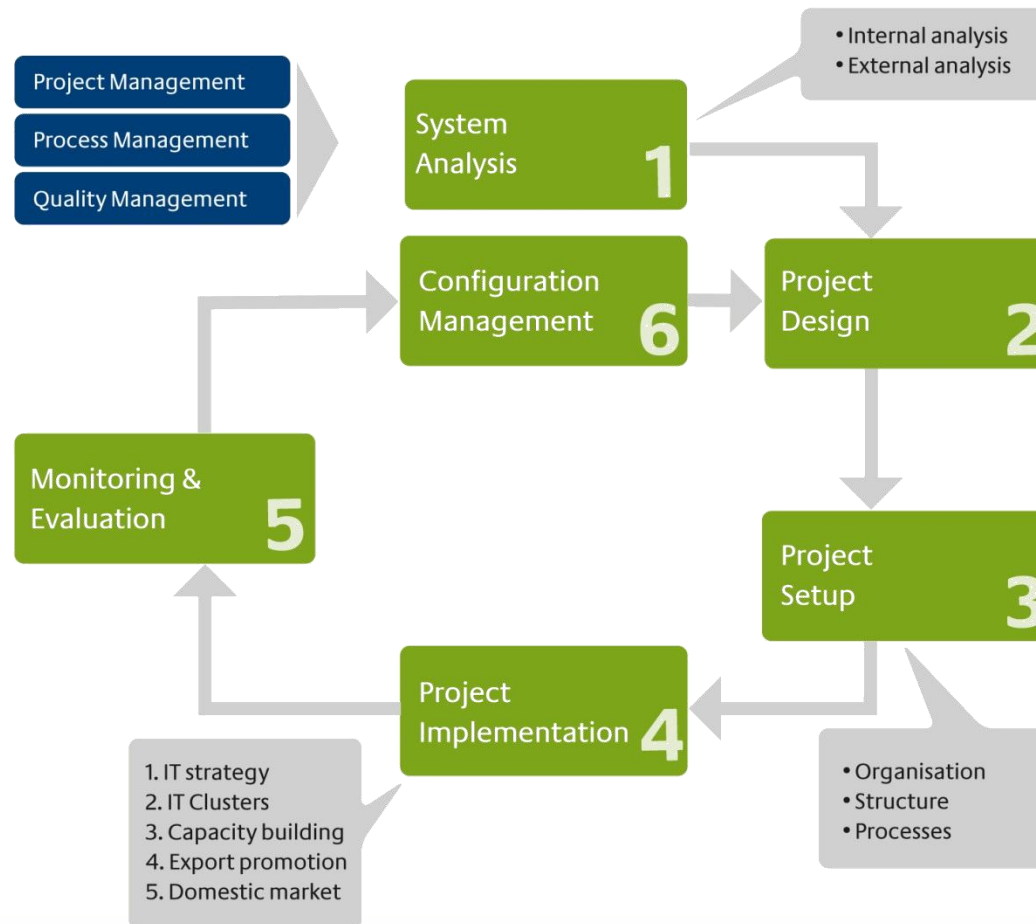 Project Management
Process Management
Quality Management
System
Analysis
1
• Internal analysis
• External analysis
Configuration
Management
6
Project
Design
2
Monitoring &
Evaluation
5
Project
Setup
3
Project
Implementation
4
1. IT strategy
2. IT Clusters
3. Capacity building
4. Export promotion
5. Domestic market
• Organisation
• Structure
• Processes